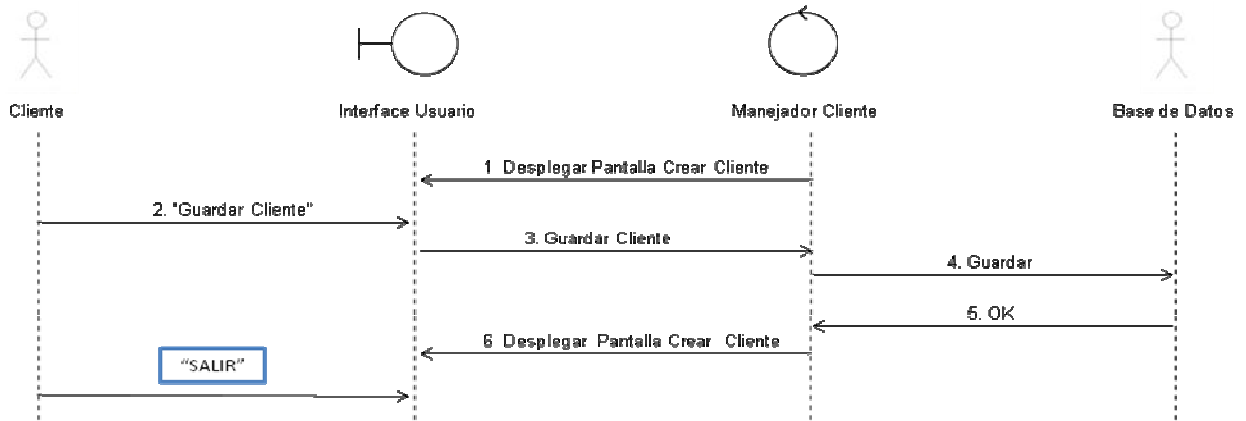 Cliente
Interface Usuario
Manejador Cliente
Base de Datos
1 Desplegar Pantalla Crear Cliente
2. "Guardar Cliente"
3. Guardar Cliente
4. Guardar
5. OK
6 Desplegar Pantalla Crear Cliente
“SALIR”